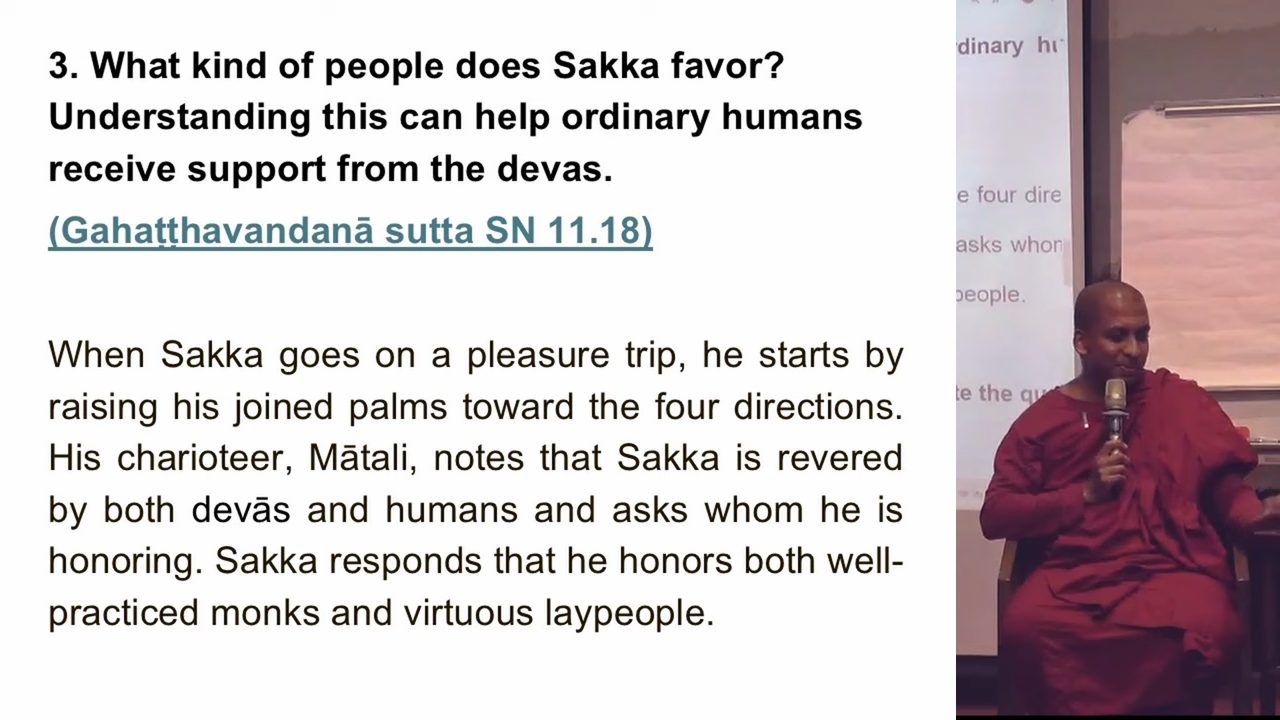 3. What kind of people does Sakka favor?
Understanding this can help ordinary humans
receive support from the devas.
(Gahaṭṭhavandanā sutta SN 11.18)
When Sakka goes on a pleasure trip, he starts by
raising his joined palms toward the four directions.
His charioteer, Mātali, notes that Sakka is revered
by both devās and humans and asks whom he is
honoring. Sakka responds that he honors both well-
practiced monks and virtuous laypeople.
e four dire
asks whom
people.
te the qu